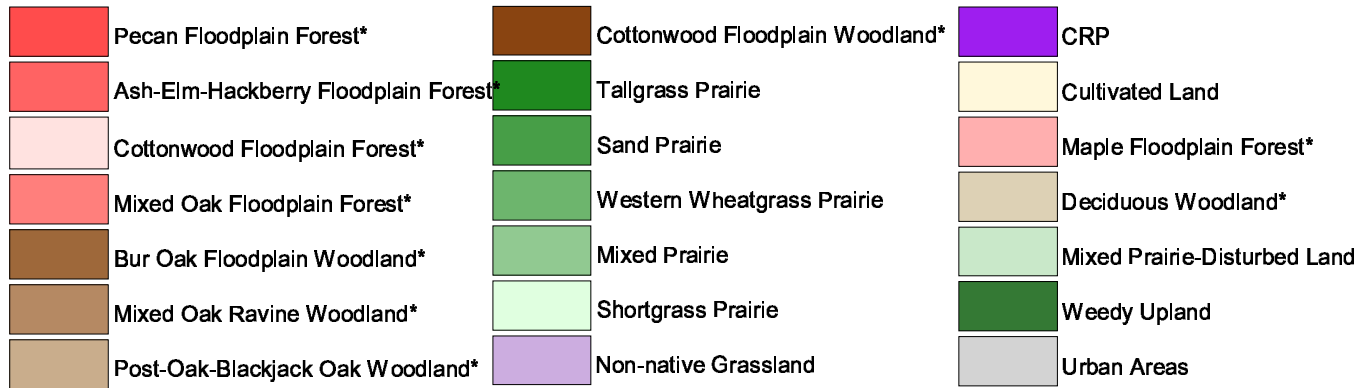 Pecan Floodplain Forest*
Ash-Elm-Hackberry Floodplain Forest*
Cottonwood Floodplain Forest*
Mixed Oak Floodplain Forest*
Bur Oak Floodplain Woodland*
Mixed Oak Ravine Woodland*
Post-Oak-Blackjack Oak Woodland*
Cottonwood Floodplain Woodland*
Tallgrass Prairie
Sand Prairie
Western Wheatgrass Prairie
Mixed Prairie
Shortgrass Prairie
Non-native Grassland
CRP
Cultivated Land
Maple Floodplain Forest*
Deciduous Woodland*
Mixed Prairie-Disturbed Land
Weedy Upland
Urban Areas